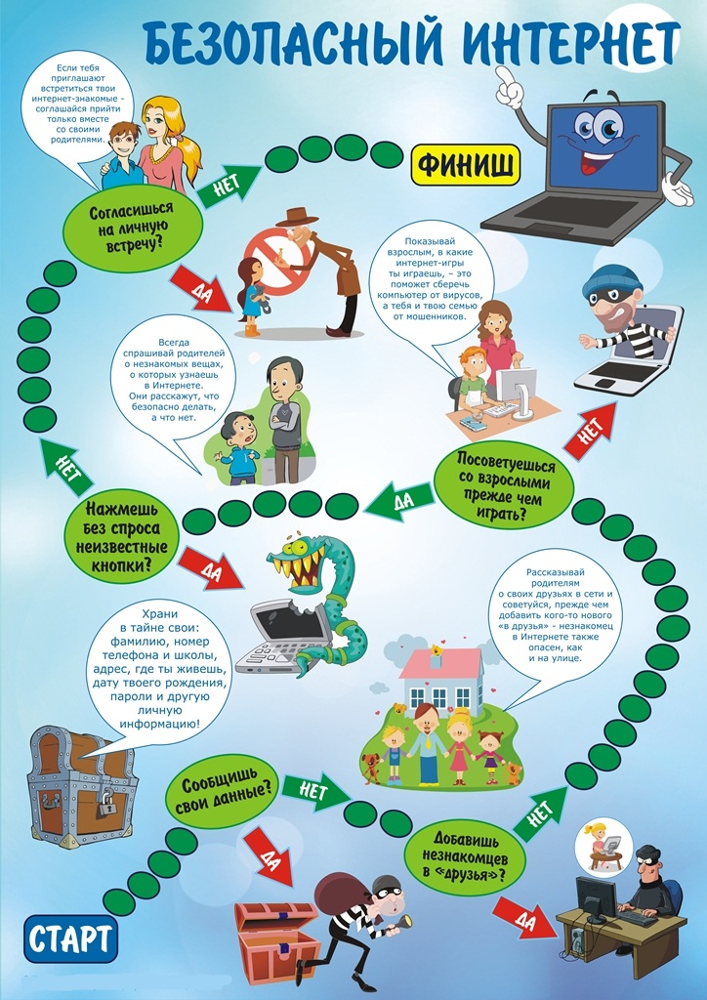 БЕЗОПАСНЫЙ ИНТЕРНЕТ
Если тебя
приглашают
встретиться твои
интернет-знакомые -
соглашайся прийти
только вместе
со своими
родителями.
НЕТ
ФИНИШ
Согласишься
на личную
встречу?
ДА
Показывай
взрослым, в какие
интернет-игры
ты играешь, – это
поможет сберечь
компьютер от вирусов,
а тебя и твою семью
от мошенников.
Всегда
спрашивай родителей
о незнакомых вещах,
о которых узнаешь
в Интернете.
Они расскажут, что
безопасно делать,
а что нет.
НЕТ
Посоветуешься
со взрослыми
прежде чем
играть?
ДА
НЕТ
Нажмешь
без спроса
неизвестные
кнопки?
ДА
Рассказывай
родителям
о своих друзьях в сети и
советуйся, прежде чем
добавить кого-то нового
«в друзья» - незнакомец
в Интернете также
опасен, как
и на улице.
Храни
в тайне свои:
фамилию, номер
телефона и школы,
адрес, где ты живешь,
дату твоего рождения,
пароли и другую
личную
информацию!
Сообщишь
свои данные?
НЕТ
ДА
Добавишь
незнакомцев
в «друзья»?
НЕТ
ДА
СТАРТ